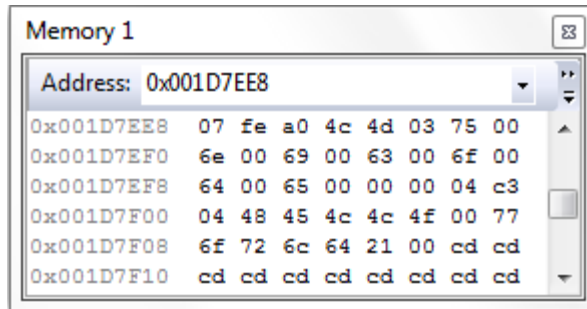 Memory 1
Address: 0x001D7EE8
0x001D7EE8 07 fe a0 4c 4d 03 75 00
0x001D7EF0 6e 00 69 00 63 00 6f 00
0x001D7EF8 64 00 65 00 00 00 04 c3
0x001D7F00 04 48 45 4c 4c 4f 00 77
0x001D7F08 6f 72 6c 64 21 00 cd cd
0x001D7F10 cd cd cd cd cd cd cd cd